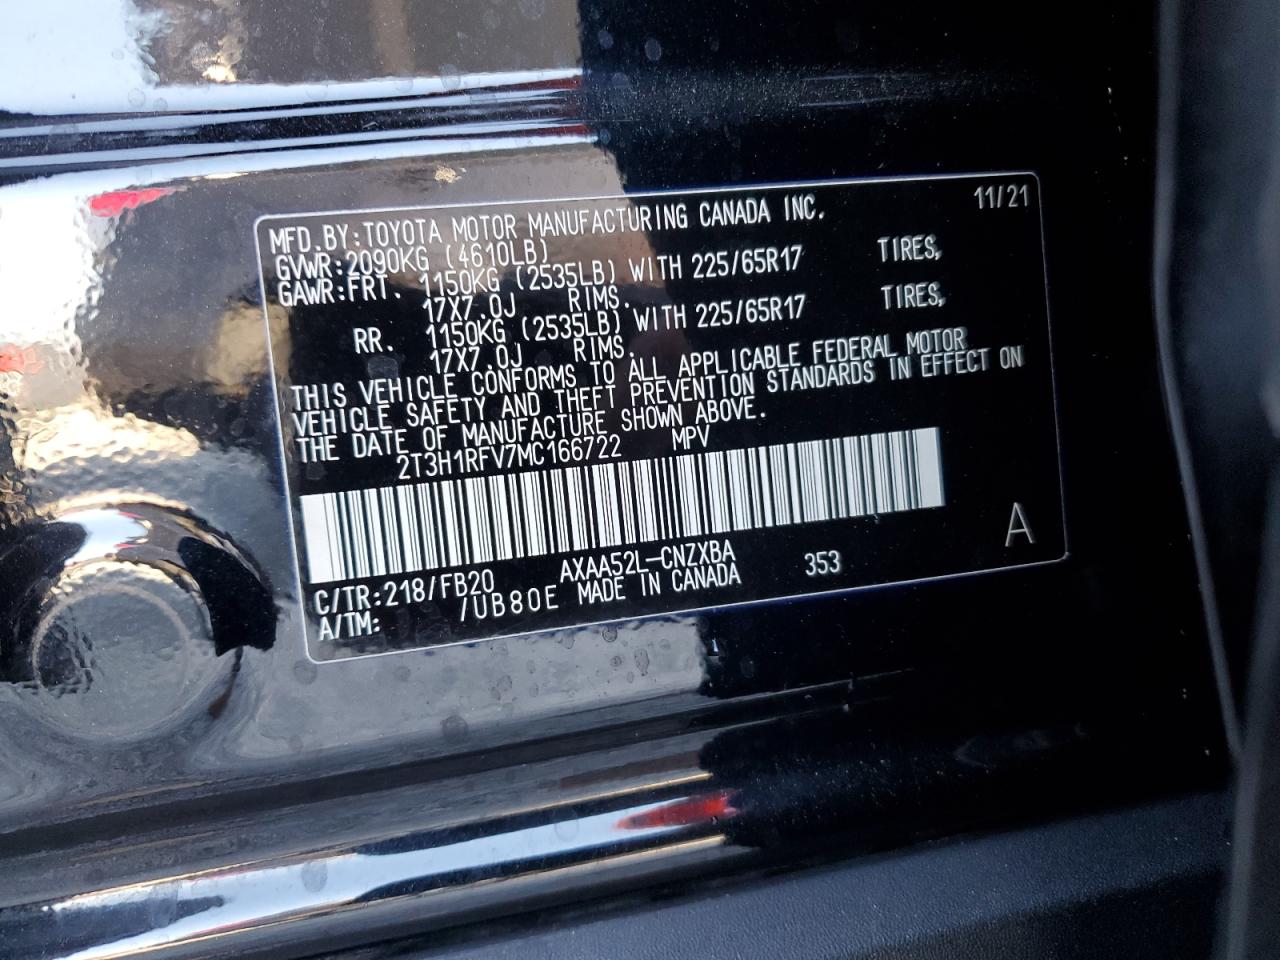 MFD.BY:TOYOTA MOTOR MANUFACTURING CANADA INC. 11/21
GVWR:2090KG (4610LB)
GAWR:FRT. 1150KG (2535LB) WITH 225/65R17 TIRES,
17X7.0J RIMS.
RR. 1150KG (2535LB) WITH 225/65R17 TIRES,
17X7.0J RIMS.
THIS VEHICLE CONFORMS TO ALL APPLICABLE FEDERAL MOTOR
VEHICLE SAFETY AND THEFT PREVENTION STANDARDS IN EFFECT ON
THE DATE OF MANUFACTURE SHOWN ABOVE.
2T3H1RFV7MC166722 MPV
C/TR:218/FB20 AXAA52L-CNZXBA 353 A
A/TM: /UB80E MADE IN CANADA